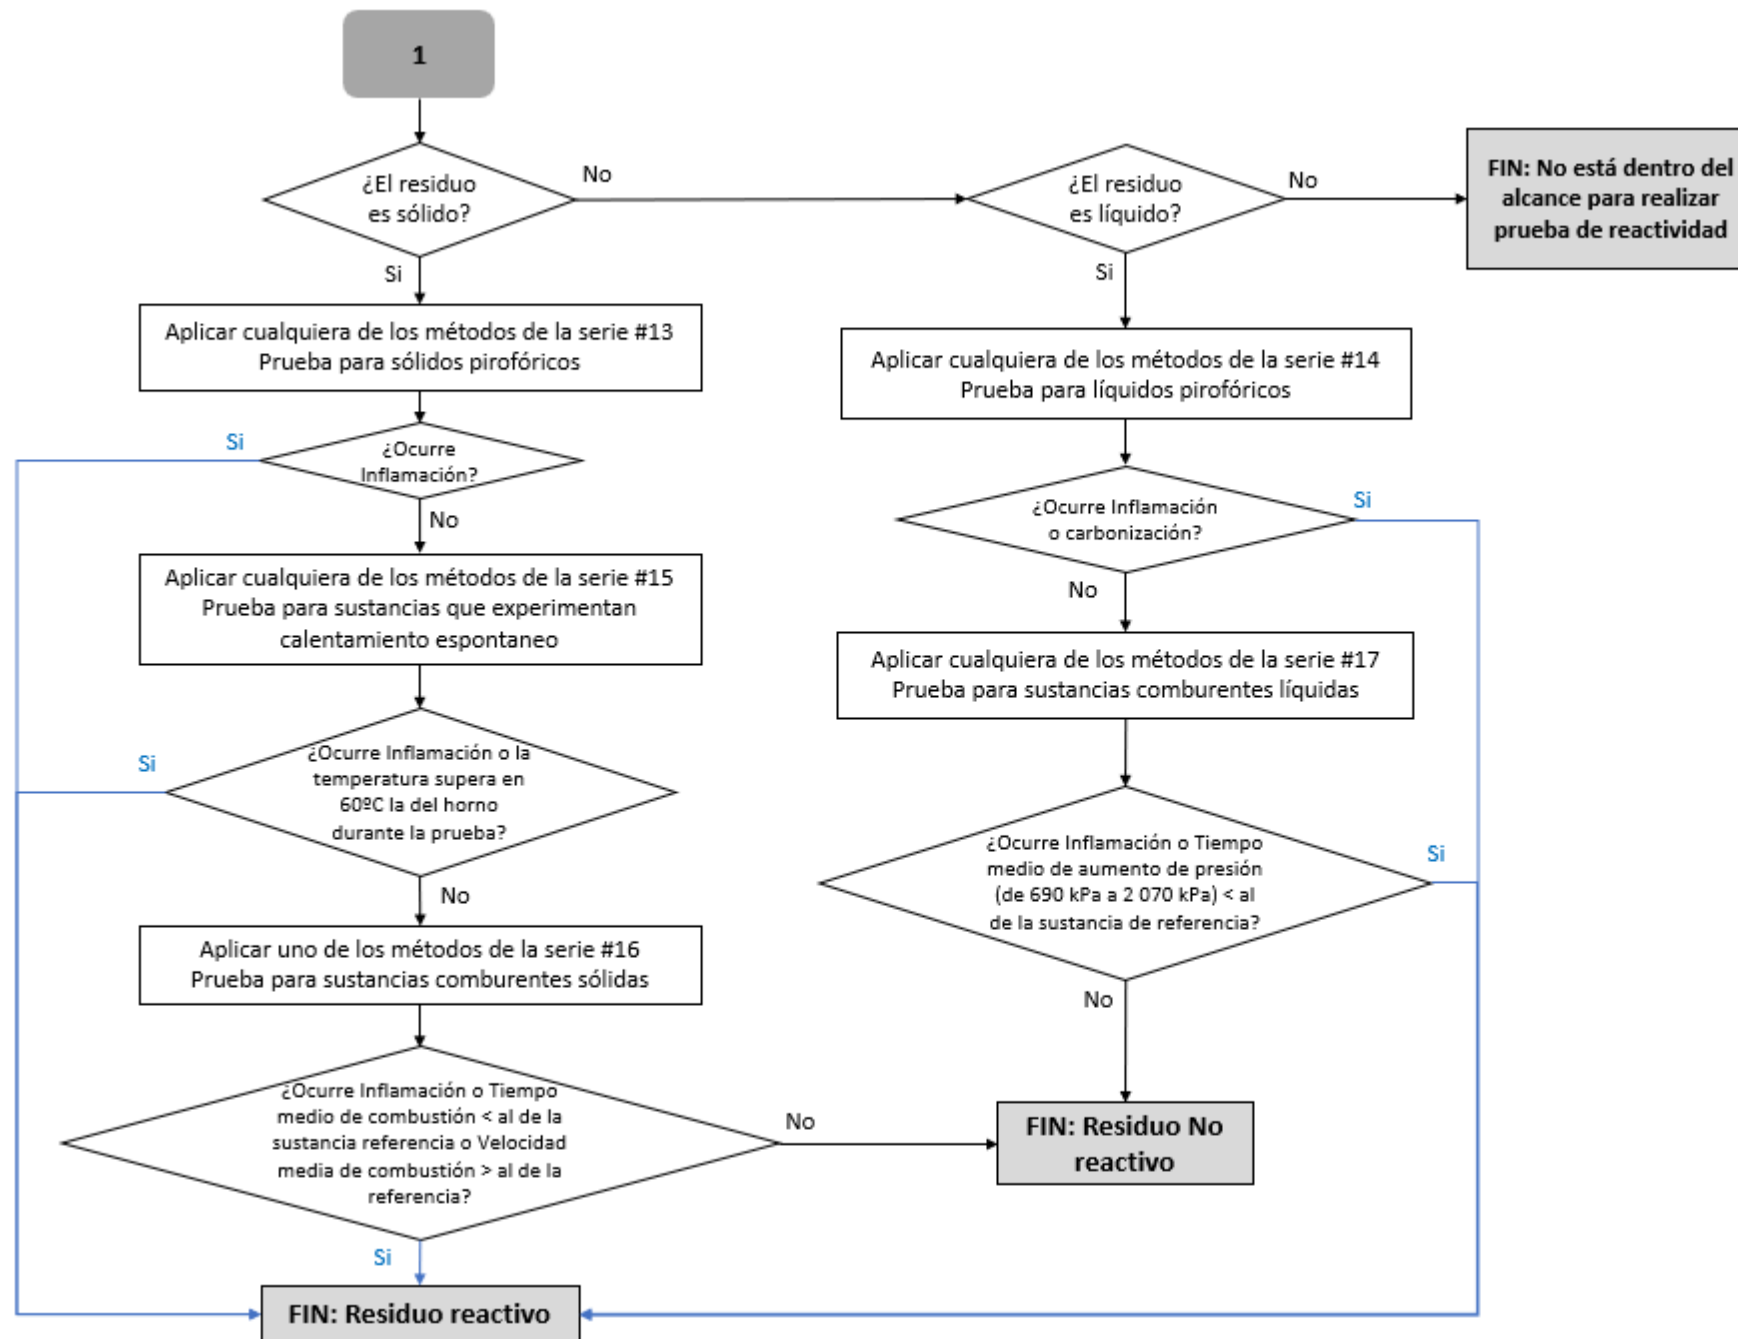 1
¿El residuo
es sólido?
No
¿El residuo
es líquido?
No
FIN: No está dentro del
alcance para realizar
prueba de reactividad
Si
Si
Aplicar cualquiera de los métodos de la serie #13
Prueba para sólidos pirofóricos
Aplicar cualquiera de los métodos de la serie #14
Prueba para líquidos pirofóricos
Si
¿Ocurre
Inflamación?
No
¿Ocurre Inflamación
o carbonización?
Si
No
Aplicar cualquiera de los métodos de la serie #15
Prueba para sustancias que experimentan
calentamiento espontaneo
Aplicar cualquiera de los métodos de la serie #17
Prueba para sustancias comburentes líquidas
Si
¿Ocurre Inflamación o la
temperatura supera en
60ºC la del horno
durante la prueba?
No
¿Ocurre Inflamación o Tiempo
medio de aumento de presión
(de 690 kPa a 2 070 kPa) < al
de la sustancia de referencia?
Si
No
Aplicar uno de los métodos de la serie #16
Prueba para sustancias comburentes sólidas
¿Ocurre Inflamación o Tiempo
medio de combustión < al de la
sustancia referencia o Velocidad
media de combustión > al de la
referencia?
No
FIN: Residuo No
reactivo
Si
FIN: Residuo reactivo